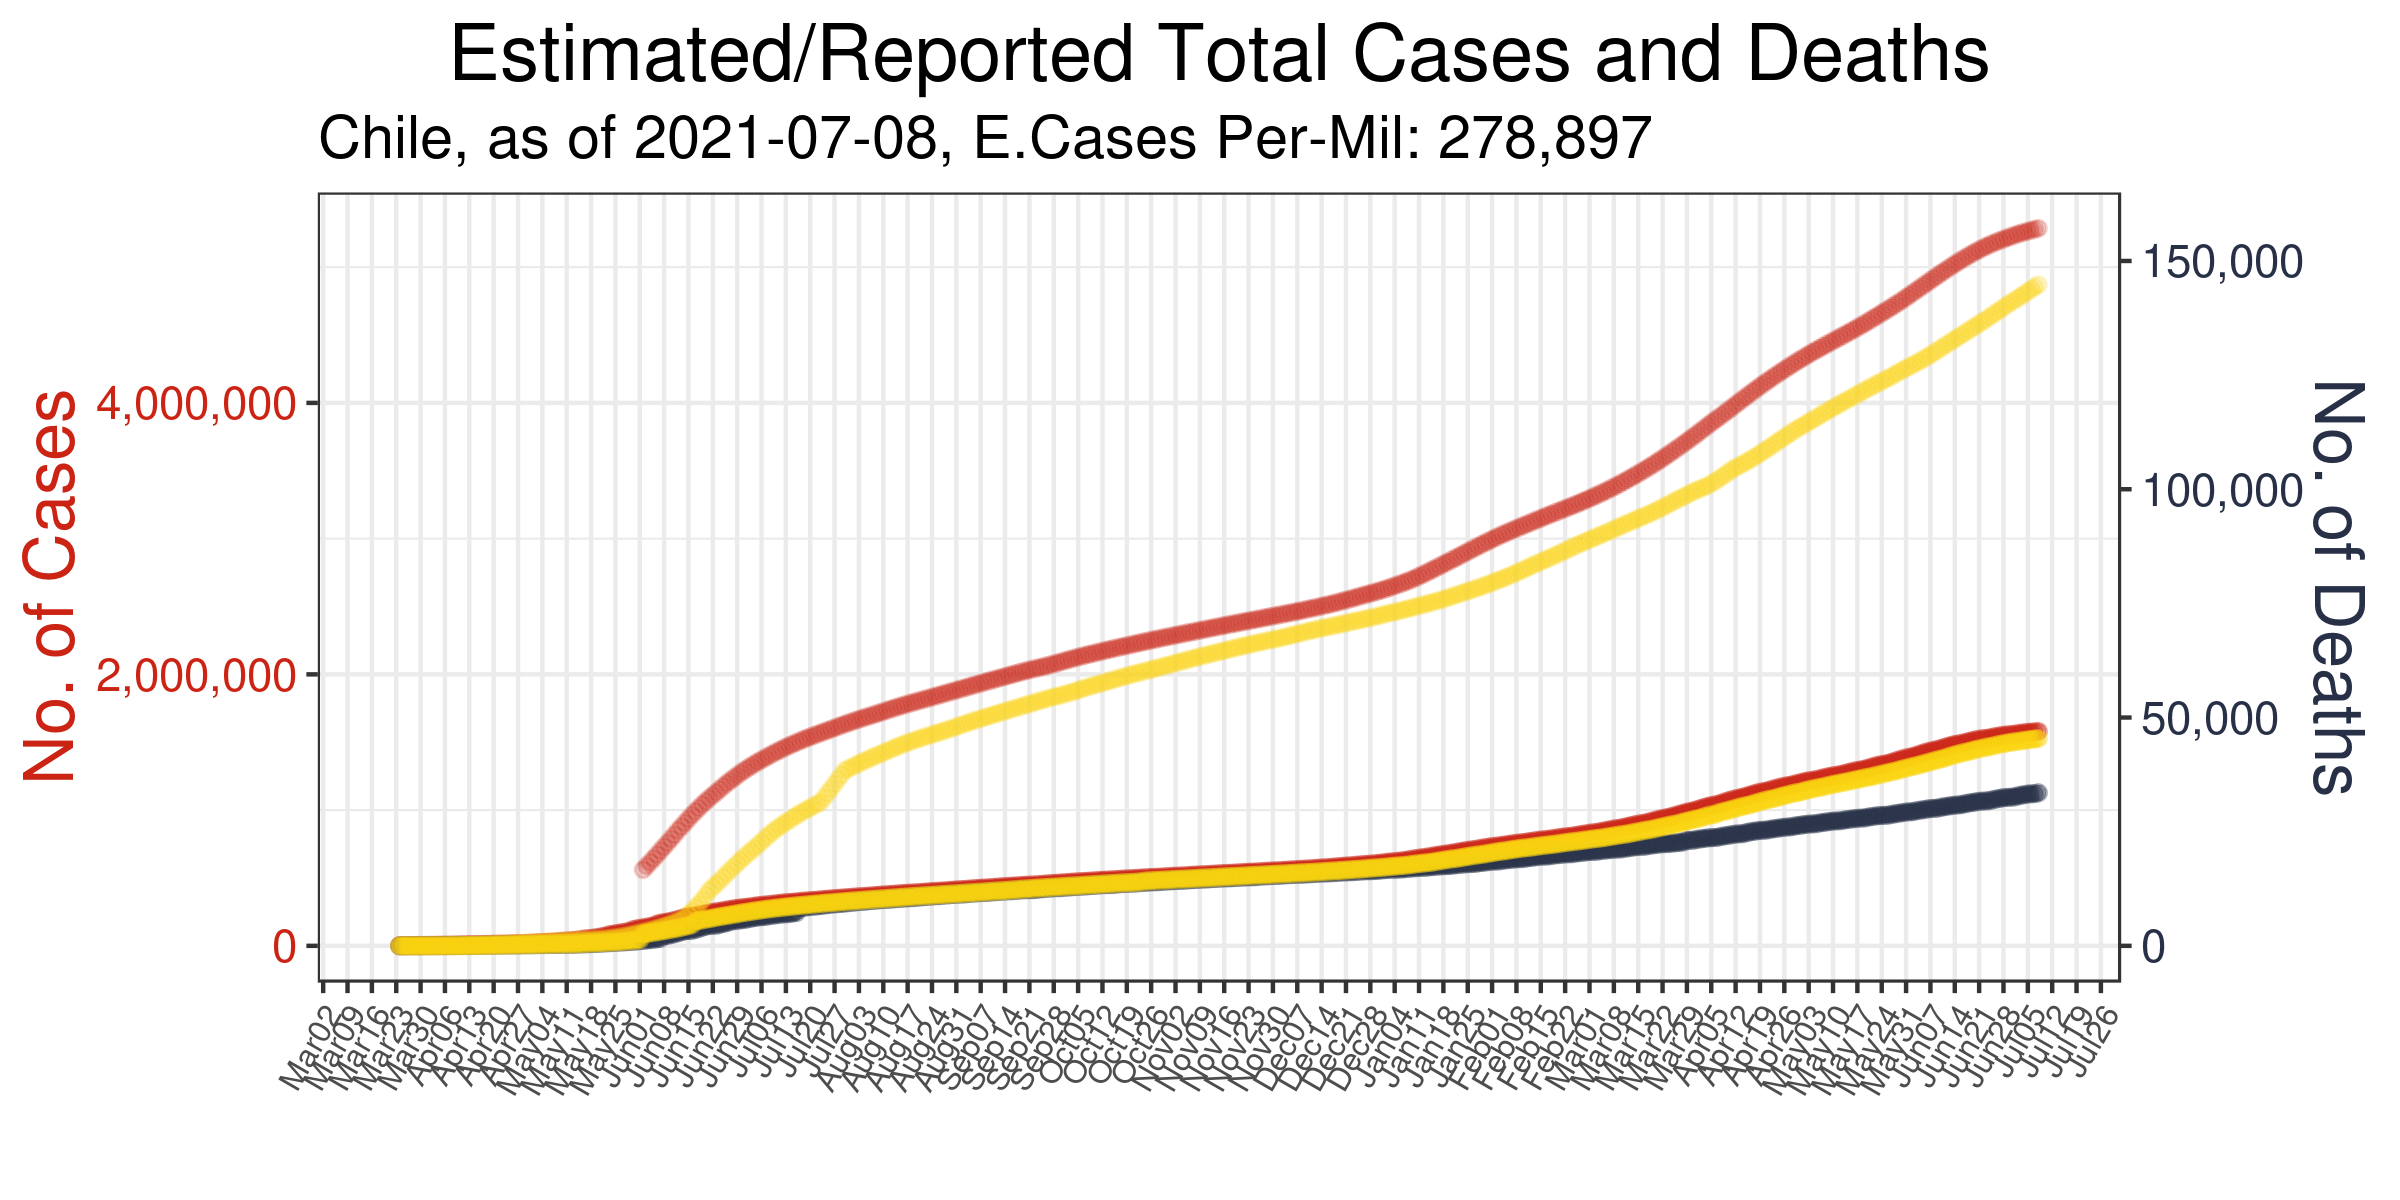 Estimated/Reported Total Cases and Deaths
Chile, as of 2021-07-08, E.Cases Per-Mil: 278,897
No. of Cases
4,000,000
2,000,000
0
150,000
100,000
50,000
0
No. of Deaths
Mar02
Mar09
Mar16
Mar23
Mar30
Apr06
Apr13
Apr20
Apr27
May04
May11
May18
May25
Jun01
Jun08
Jun15
Jun22
Jun29
Jul06
Jul13
Jul20
Jul27
Aug03
Aug10
Aug17
Aug24
Aug31
Sep07
Sep14
Sep21
Sep28
Oct05
Oct12
Oct19
Oct26
Nov02
Nov09
Nov16
Nov23
Nov30
Dec07
Dec14
Dec21
Dec28
Jan04
Jan11
Jan18
Jan25
Feb01
Feb08
Feb15
Feb22
Mar01
Mar08
Mar15
Mar22
Mar29
Apr05
Apr12
Apr19
Apr26
May03
May10
May17
May24
May31
Jun07
Jun14
Jun21
Jun28
Jul05
Jul12
Jul19
Jul26